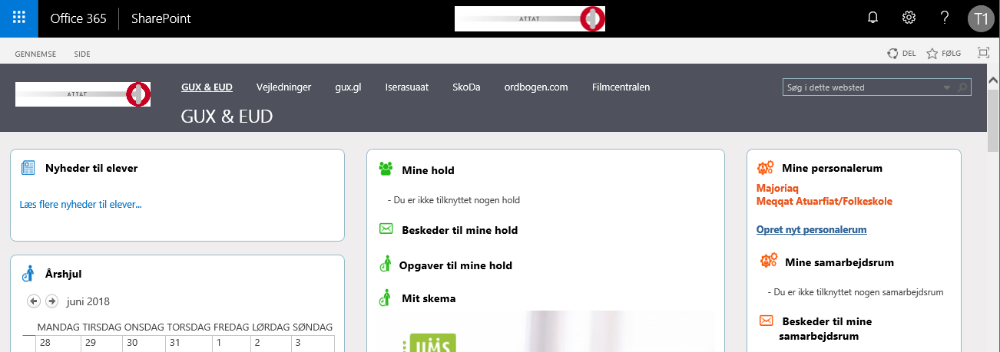 Office 365 SharePoint ATTAT ? T1
GENNEMSE SIDE DEL FØLG
ATTAT GUX & EUD Vejledninger gux.gl Iserasuaat SkoDa ordbogen.com Filmcentralen Søg i dette websted
GUX & EUD
Nyheder til elever
Læs flere nyheder til elever...
Årshjul
juni 2018
MANDAG TIRSDAG ONSDAG TORSDAG FREDAG LØRDAG SØNDAG
28 29 30 31 1 2 3
Mine hold
- Du er ikke tilknyttet nogen hold
Beskeder til mine hold
Opgaver til mine hold
Mit skema
UMS
Mine personalerum
Majoriaq
Meqqat Atuarfiat/Folkeskole
Opret nyt personalerum
Mine samarbejdsrum
- Du er ikke tilknyttet nogen samarbejdsrum
Beskeder til mine
samarbejdsrum